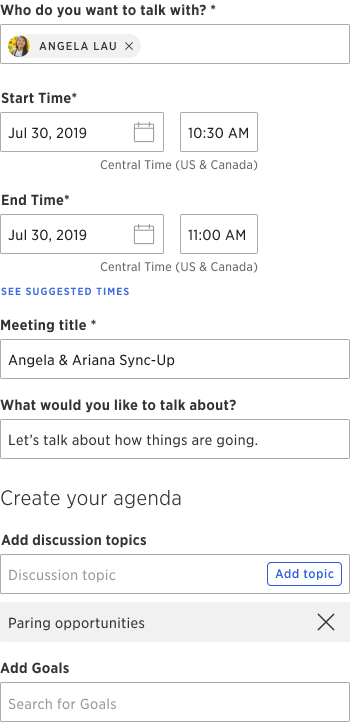 Who do you want to talk with? *
ANGELA LAU
Start Time*
Jul 30, 2019 10:30 AM
Central Time (US & Canada)
End Time*
Jul 30, 2019 11:00 AM
Central Time (US & Canada)
SEE SUGGESTED TIMES
Meeting title *
Angela & Ariana Sync-Up
What would you like to talk about?
Let’s talk about how things are going.
Create your agenda
Add discussion topics
Discussion topic Add topic
Paring opportunities
Add Goals
Search for Goals